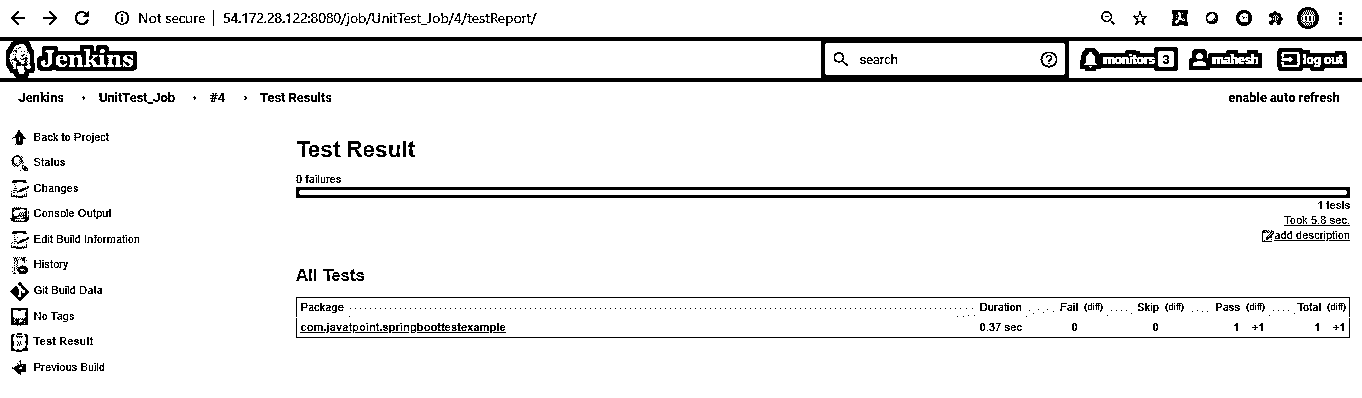 Not secure 54.172.28.122:8080/job/UnitTest_Job/4/testReport/
Jenkins search monitors 3 mahesh log out
Jenkins UnitTest_Job #4 Test Results enable auto refresh
Back to Project
Status
Changes
Console Output
Edit Build Information
History
Git Build Data
No Tags
Test Result
Previous Build
Test Result
0 failures
1 tests
Took 5.8 sec.
add description
All Tests
Package Duration Fail (diff) Skip (diff) Pass (diff) Total (diff)
com.javatpoint.springboottestexample 0.37 sec 0 0 1 +1 1 +1